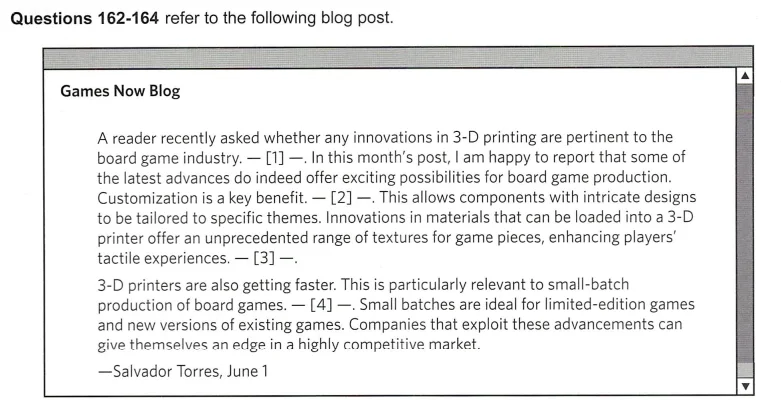 Questions 162-164 refer to the following blog post.
Games Now Blog
A reader recently asked whether any innovations in 3-D printing are pertinent to the
board game industry. — [1] —. In this month's post, I am happy to report that some of
the latest advances do indeed offer exciting possibilities for board game production.
Customization is a key benefit. — [2] —. This allows components with intricate designs
to be tailored to specific themes. Innovations in materials that can be loaded into a 3-D
printer offer an unprecedented range of textures for game pieces, enhancing players'
tactile experiences. — [3] —.
3-D printers are also getting faster. This is particularly relevant to small-batch
production of board games. — [4] —. Small batches are ideal for limited-edition games
and new versions of existing games. Companies that exploit these advancements can
give themselves an edge in a highly competitive market.
—Salvador Torres, June 1